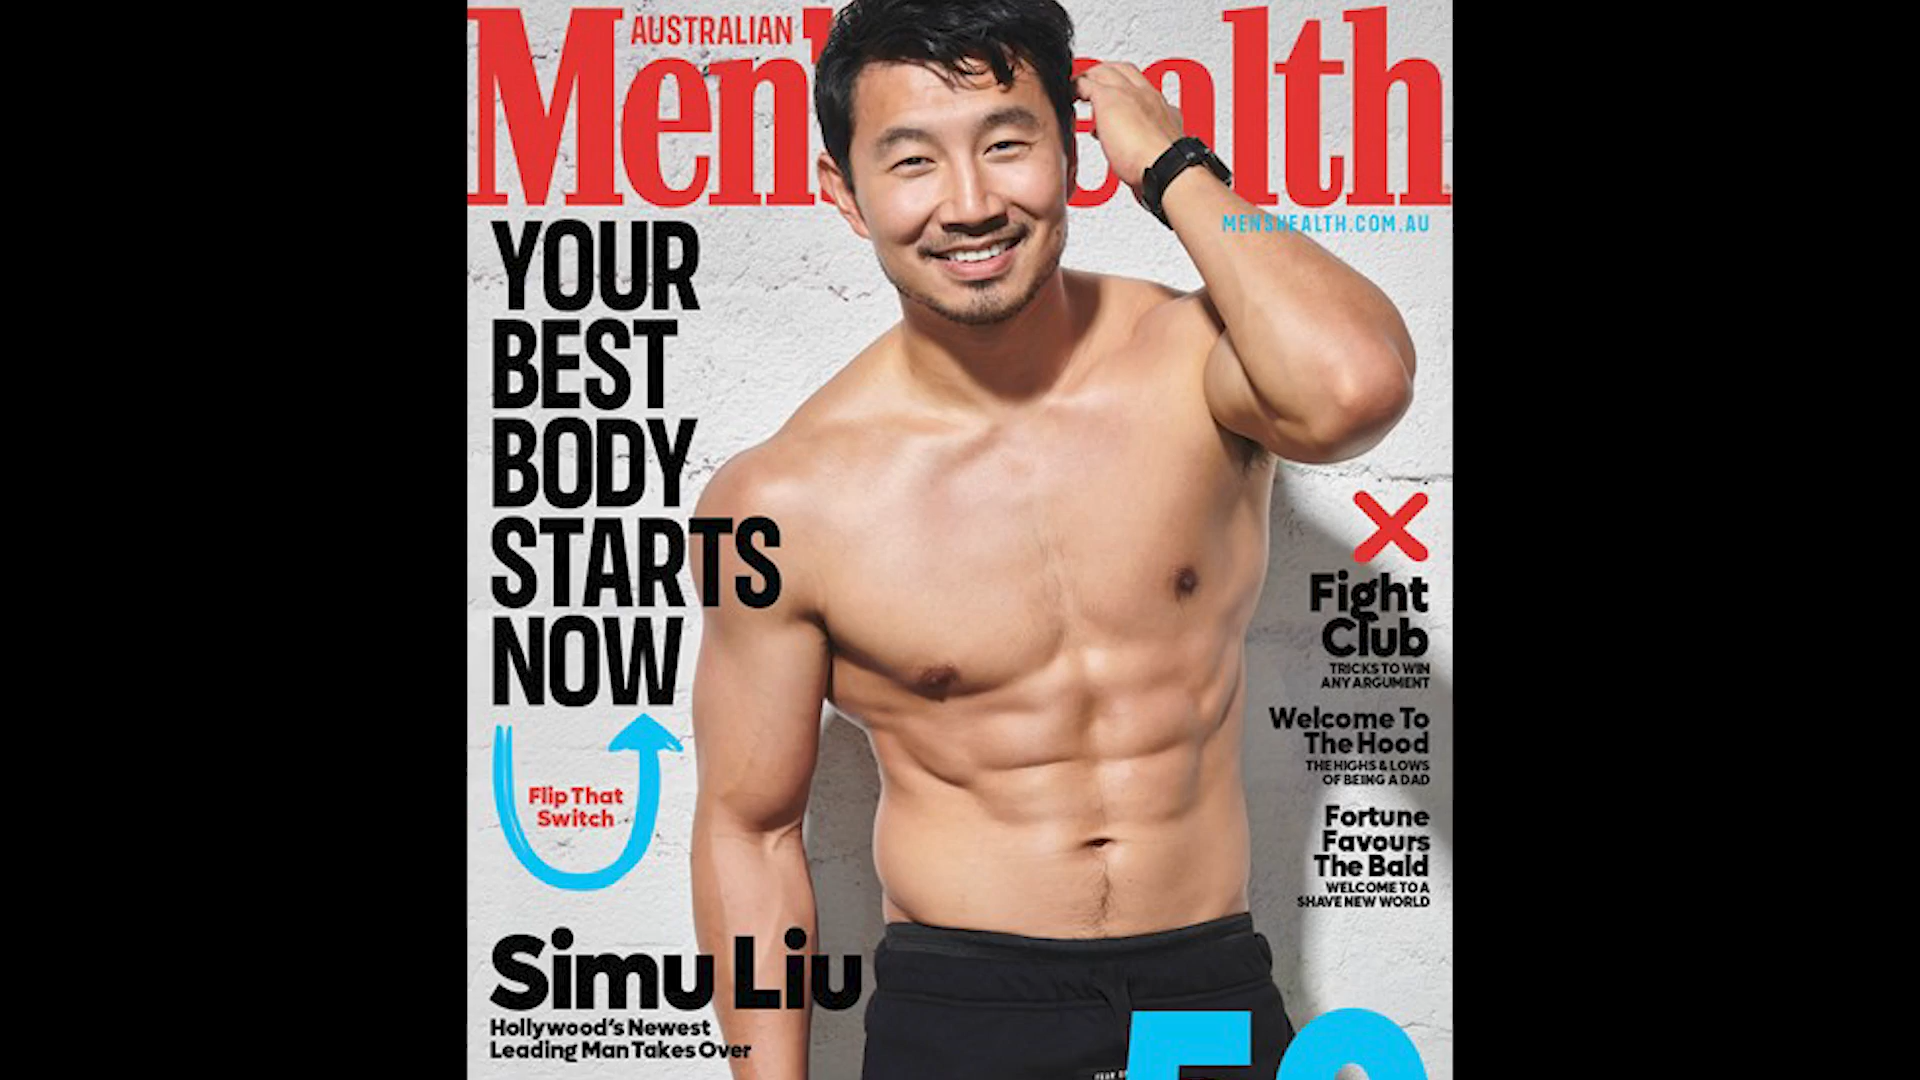 AUSTRALIAN
Men's Health
MENSHEALTH.COM.AU
YOUR
BEST
BODY
STARTS
NOW
Flip That
Switch
Simu Liu
Hollywood's Newest
Leading Man Takes Over
Fight
Club
TRICKS TO WIN
ANY ARGUMENT
Welcome To
The Hood
THE HIGHS & LOWS
OF BEING A DAD
Fortune
Favours
The Bald
WELCOME TO A
SHAVE NEW WORLD